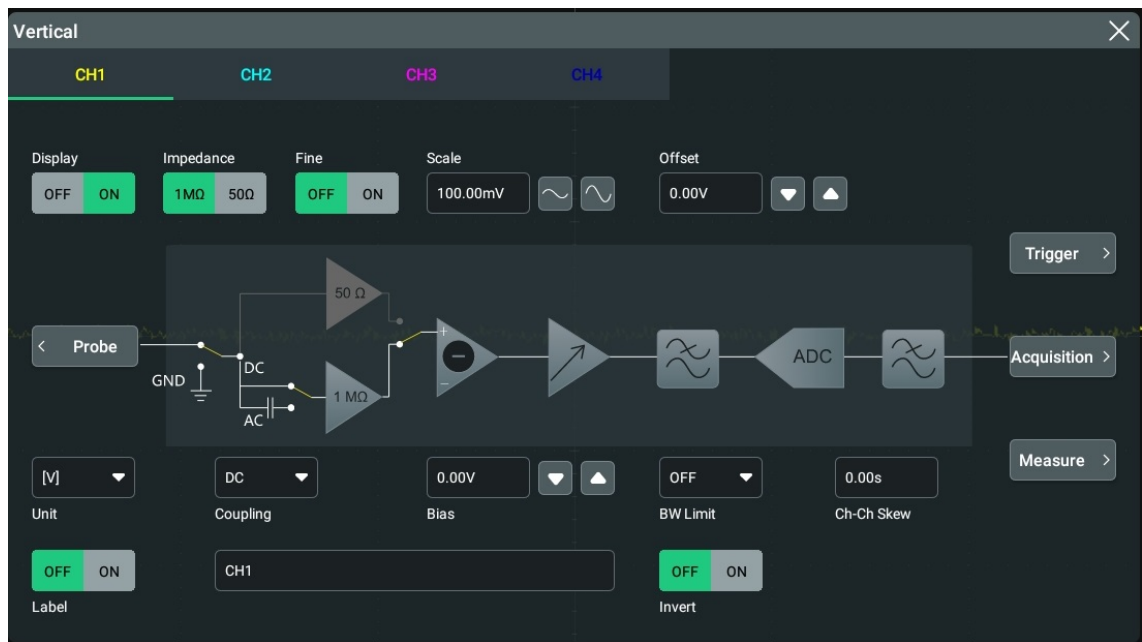 Vertical
CH1 CH2 CH3 CH4
Display Impedance Fine Scale Offset
OFF ON 1MΩ 50Ω OFF ON 100.00mV 0.00V
Trigger
50 Ω
+
Probe DC ADC Acquisition
GND
−
1 MΩ
AC
Measure
[V] DC 0.00V OFF 0.00s
Unit Coupling Bias BW Limit Ch-Ch Skew
OFF ON CH1 OFF ON
Label Invert